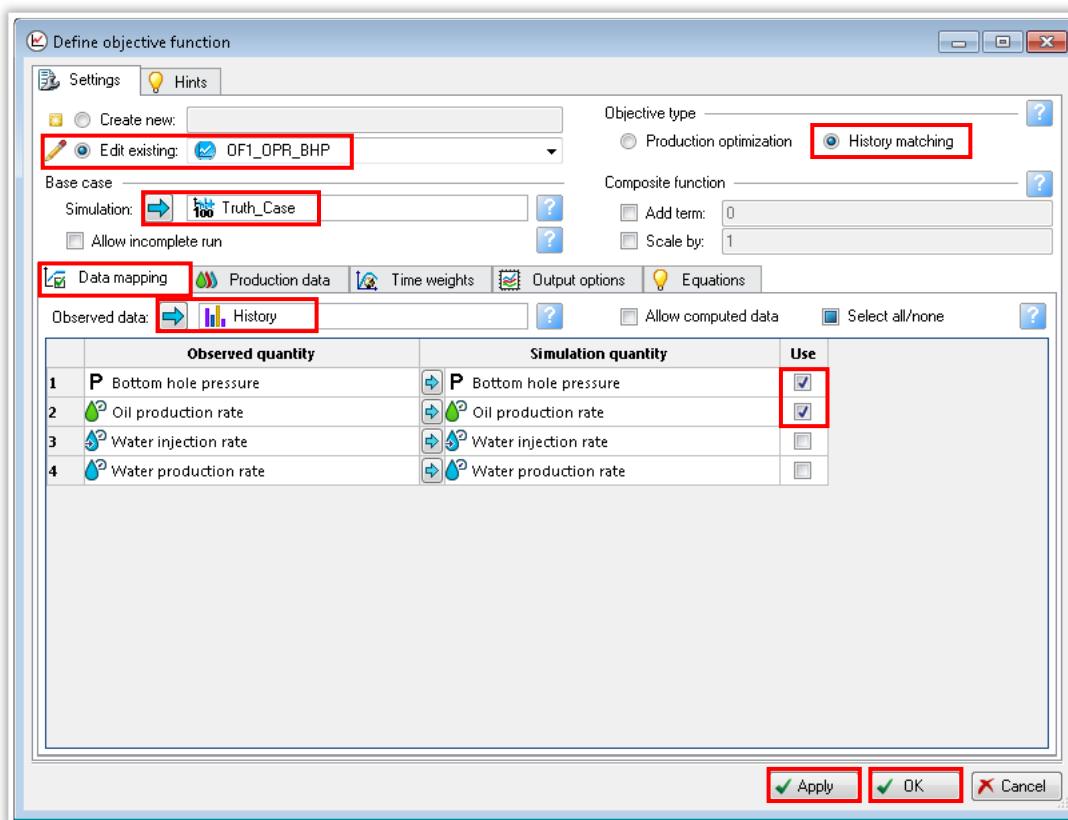 Define objective function
Settings
Hints
Create new:
Objective type
Edit existing: OF1_OPR_BHP
Production optimization
History matching
Base case
Composite function
Simulation: 100 Truth_Case
Add term: 0
Allow incomplete run
Scale by: 1
Data mapping
Production data
Time weights
Output options
Equations
Observed data: History
Allow computed data
Select all/none
Observed quantity Simulation quantity Use
1 P Bottom hole pressure P Bottom hole pressure
2 Oil production rate Oil production rate
3 Water injection rate Water injection rate
4 Water production rate Water production rate
Apply
OK
Cancel